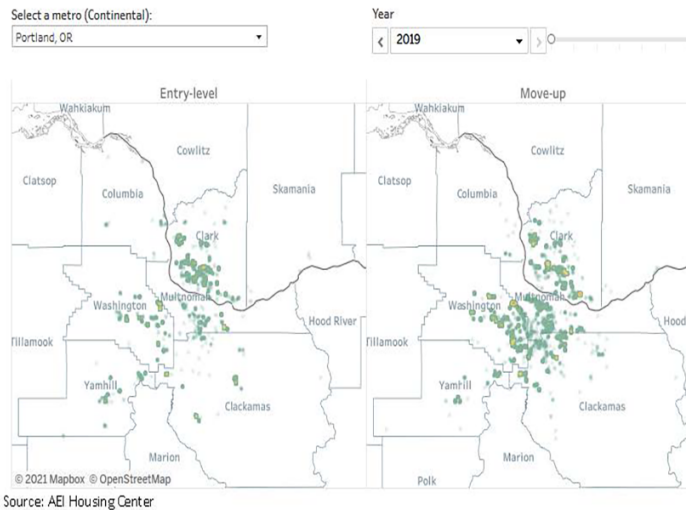 Select a metro (Continental):
Portland, OR
Year
2019
Entry-level
Move-up
Wahkiakum
Cowlitz
Clatsop
Columbia
Skamania
Clark
Washington
Multnomah
Hood River
Tillamook
Yamhill
Clackamas
Marion
© 2021 Mapbox © OpenStreetMap
Wahkiakum
Cowlitz
Clatsop
Columbia
Skamania
Clark
Washington
Multnomah
Hood
Tillamook
Yamhill
Clackamas
Marion
Polk
Source: AEI Housing Center